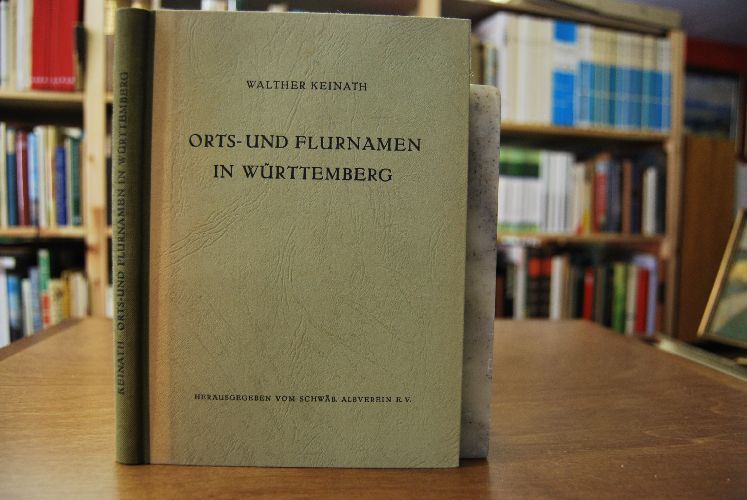 WALTHER KEINATH
ORTS- UND FLURNAMEN
IN WÜRTTEMBERG
HERAUSGEGEBEN VOM SCHWÄB. ALBVEREIN E. V.
KEINATH ORTS- UND FLURNAMEN IN WÜRTTEMBERG